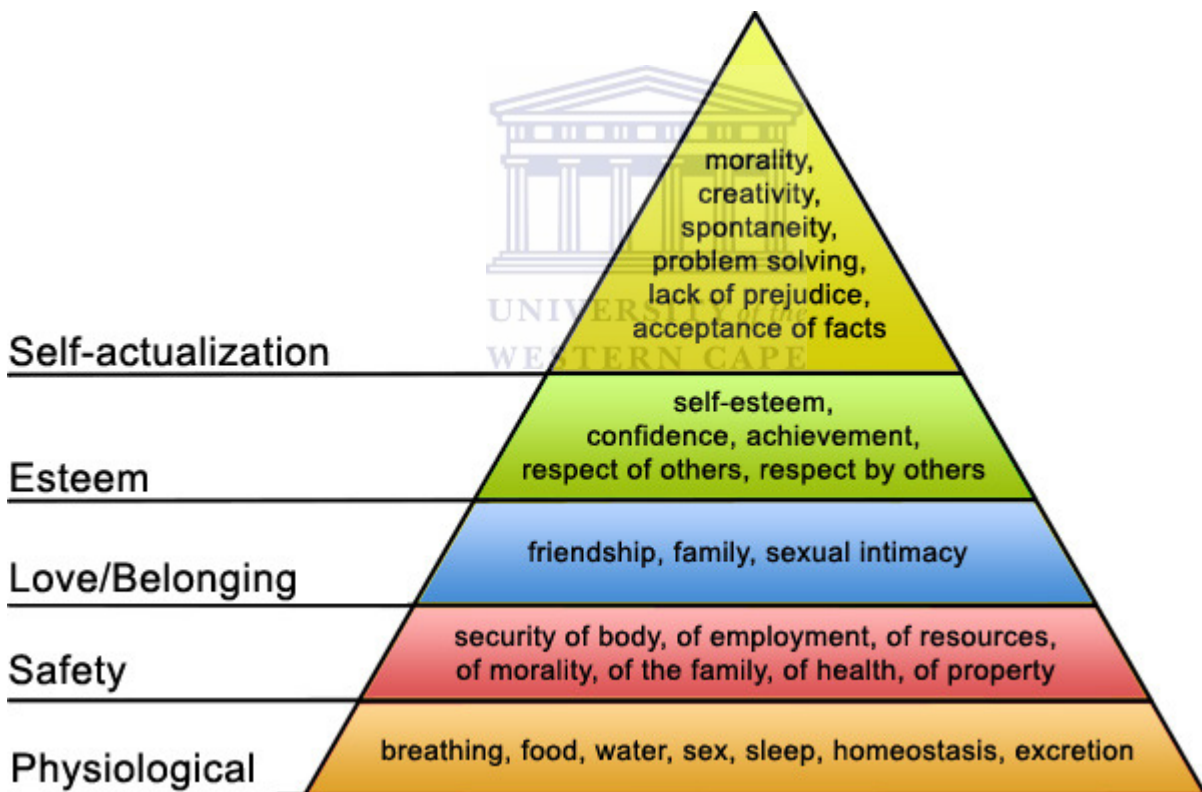 morality,
creativity,
spontaneity,
problem solving,
lack of prejudice,
acceptance of facts
UNIVERSITY of the
WESTERN CAPE
Self-actualization
self-esteem,
confidence, achievement,
respect of others, respect by others
Esteem
friendship, family, sexual intimacy
Love/Belonging
security of body, of employment, of resources,
of morality, of the family, of health, of property
Safety
breathing, food, water, sex, sleep, homeostasis, excretion
Physiological